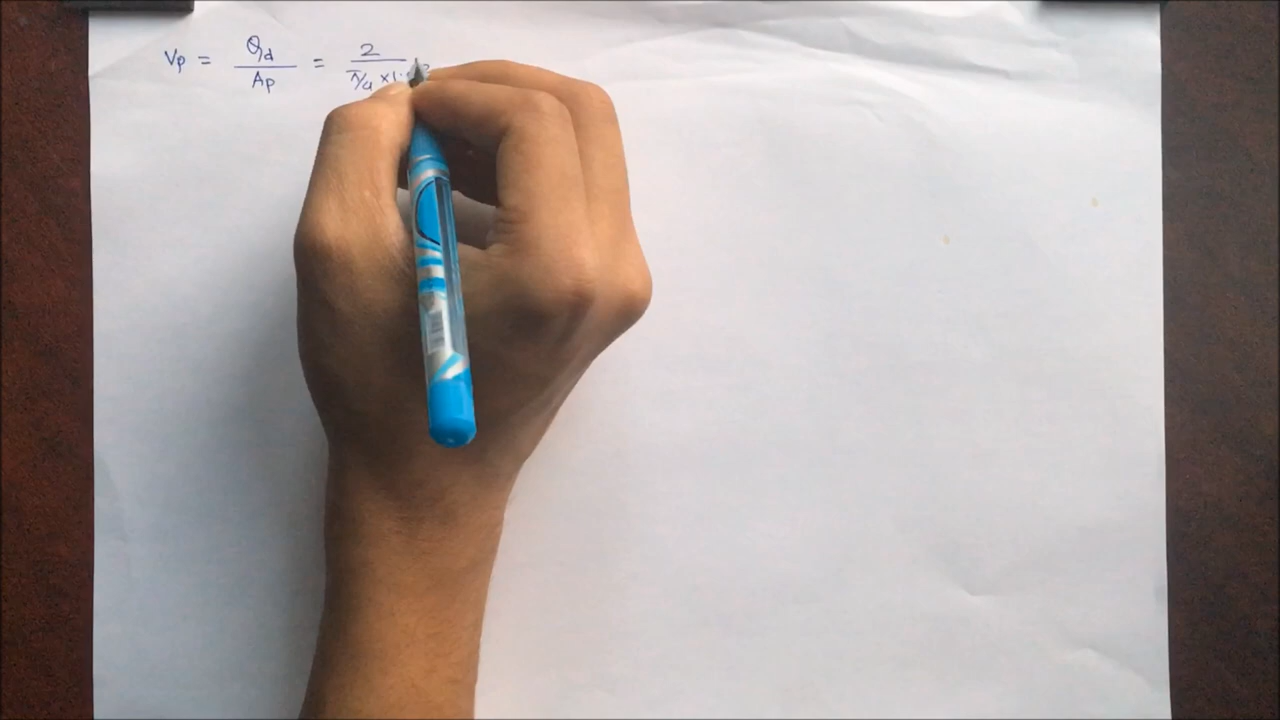 Vp = Qd / Ap = 2 / π/4 × 1.